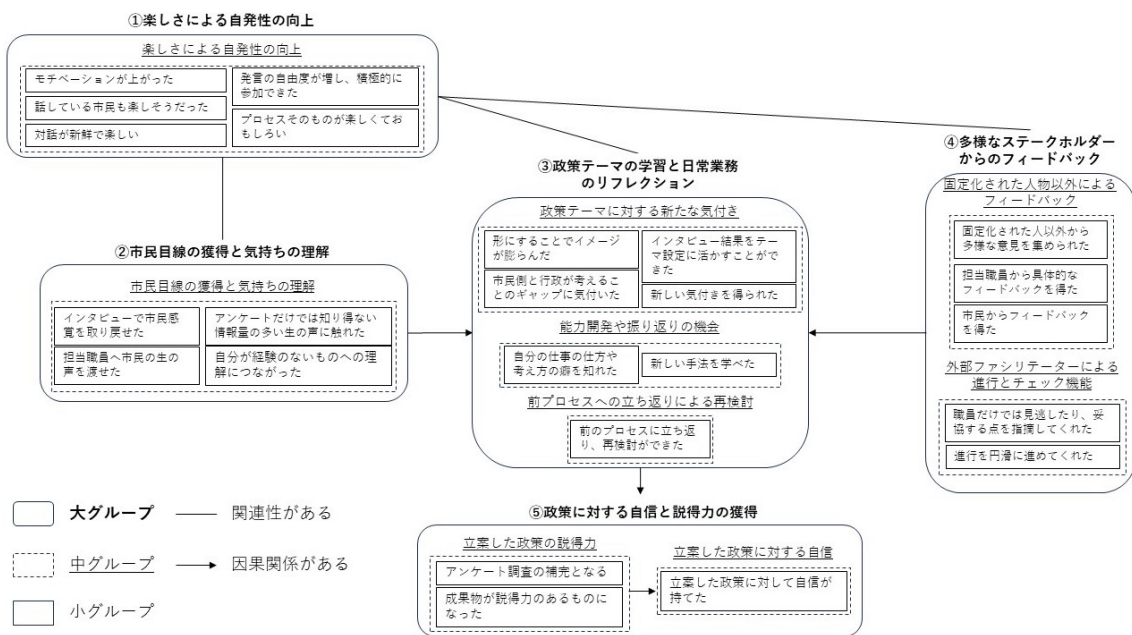 ①楽しさによる自発性の向上
楽しさによる自発性の向上
モチベーションが上がった
話している市民も楽しそうだった
対話が新鮮で楽しい
発言の自由度が増し、積極的に
参加できた
プロセスそのものが楽しくてお
もしろい
②市民目線の獲得と気持ちの理解
市民目線の獲得と気持ちの理解
インタビューで市民感
覚を取り戻せた
担当職員へ市民の生の
声を渡せた
アンケートだけでは知り得ない
情報量の多い生の声に触れた
自分が経験のないものへの理
解につながった
③政策テーマの学習と日常業務
のリフレクション
政策テーマに対する新たな気付き
形にすることでイメージ
が膨らんだ
市民側と行政が考えるこ
とのギャップに気付いた
インタビュー結果をテー
マ設定に活かすことがで
きた
新しい気付きを得られた
能力開発や振り返りの機会
自分の仕事の仕方や
考え方の癖を知れた
新しい手法を学べた
前プロセスへの立ち返りによる再検討
前のプロセスに立ち返
り、再検討ができた
④多様なステークホルダー
からのフィードバック
固定化された人物以外による
フィードバック
固定化された人以外から
多様な意見を集められた
担当職員から具体的な
フィードバックを得た
市民からフィードバック
を得た
外部ファシリテーターによる
進行とチェック機能
職員だけでは見逃したり、妥
協する点を指摘してくれた
進行を円滑に進めてくれた
⑤政策に対する自信と説得力の獲得
立案した政策の説得力
アンケート調査の補完となる
成果物が説得力のあるものに
なった
立案した政策に対する自信
立案した政策に対して自信が
持てた
大グループ
関連性がある
中グループ
因果関係がある
小グループ